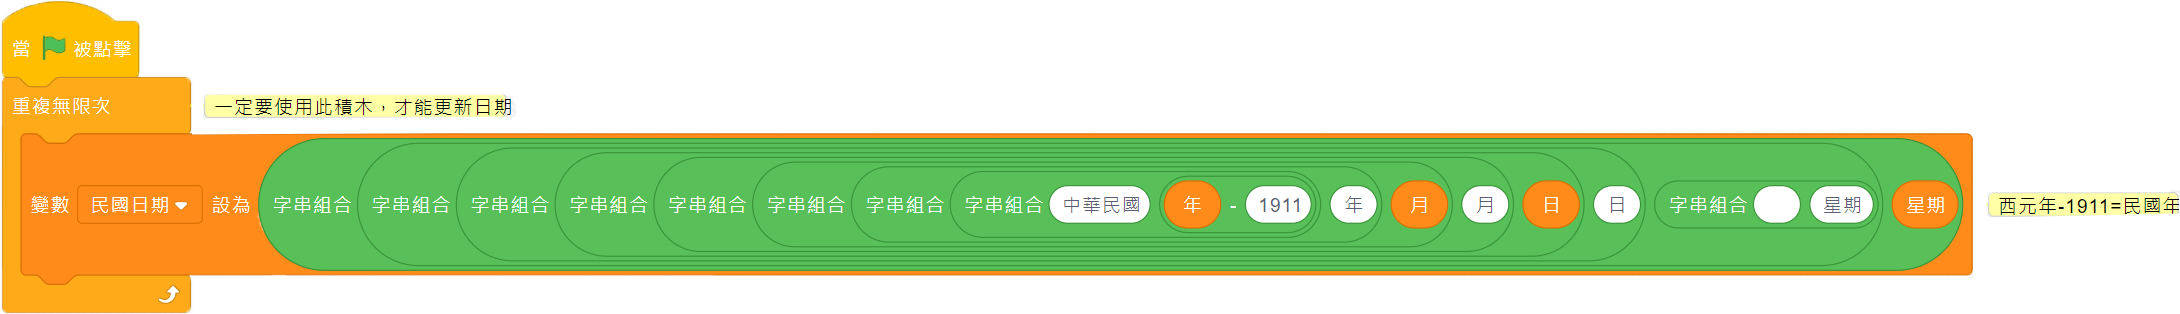 當 被點擊
重複無限次
一定要使用此積木，才能更新日期
變數 民國日期 設為 字串組合 字串組合 字串組合 字串組合 字串組合 字串組合 字串組合 字串組合 中華民國 年 - 1911 年 月 月 日 日 字串組合 星期 星期
西元年-1911=民國年